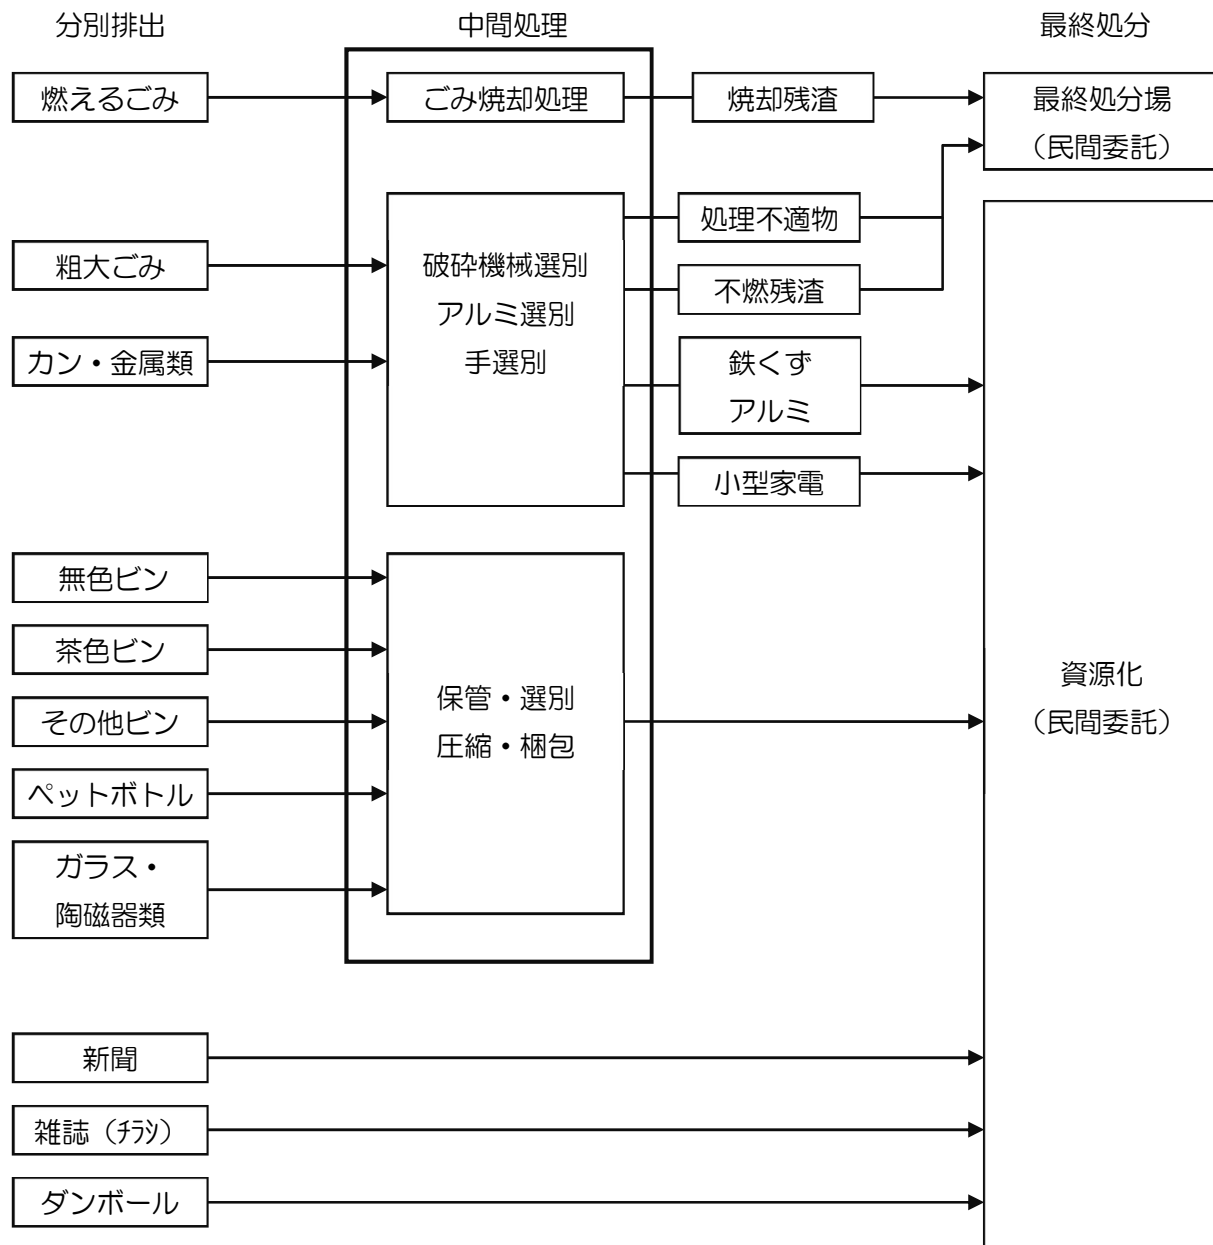 分別排出
中間処理
最終処分
燃えるごみ
ごみ焼却処理
焼却残渣
最終処分場
（民間委託）
処理不適物
粗大ごみ
破砕機械選別
アルミ選別
手選別
不燃残渣
カン・金属類
鉄くず
アルミ
小型家電
無色ビン
茶色ビン
その他ビン
ペットボトル
ガラス・
陶磁器類
保管・選別
圧縮・梱包
資源化
（民間委託）
新聞
雑誌（ﾁﾗｼ）
ダンボール